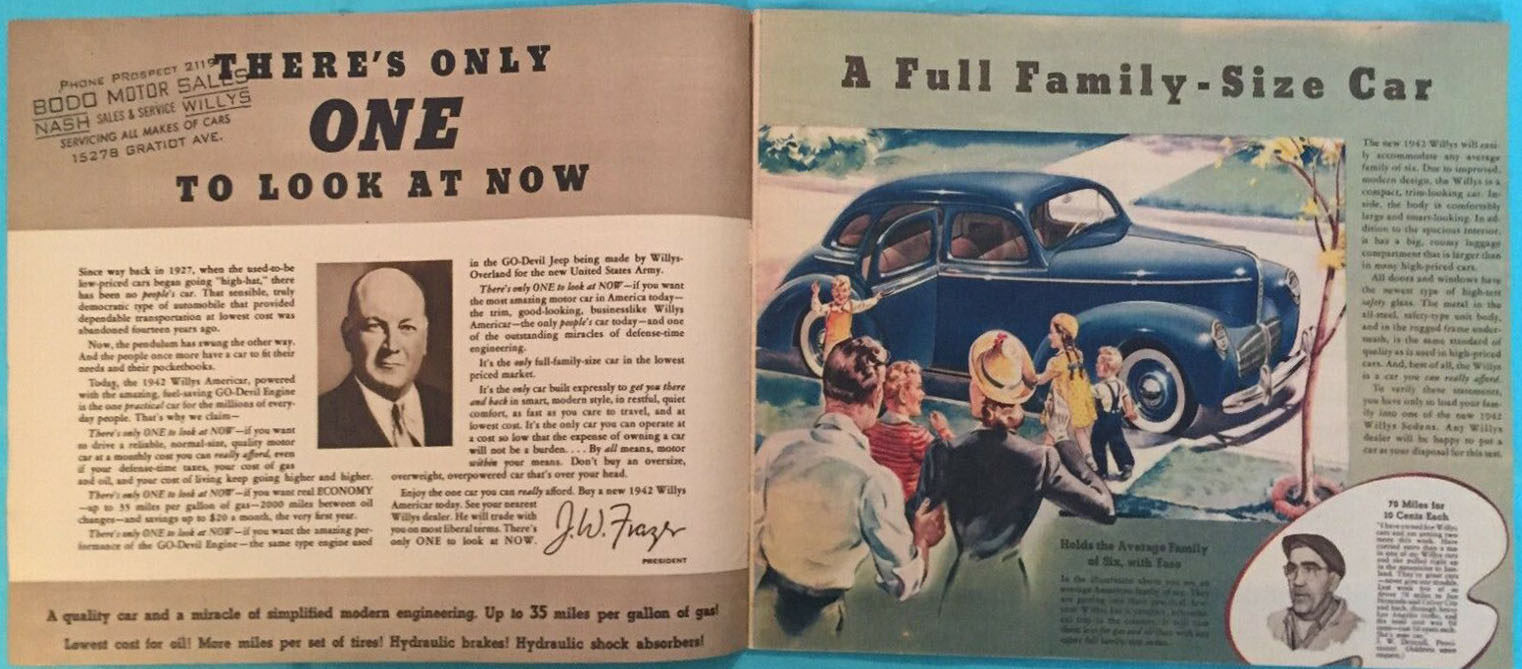 PHONE PROSPECT 2119
BODO MOTOR SALES
NASH SALES & SERVICE WILLYS
SERVICING ALL MAKES OF CARS
15278 GRATIOT AVE.
THERE'S ONLY
ONE
TO LOOK AT NOW
Since way back in 1927, when the used-to-be
low-priced cars began going "high-hat," there
has been no people's car. That sensible, truly
democratic type of automobile that provided
dependable transportation at lowest cost was
abandoned fourteen years ago.
Now, the pendulum has swung the other way.
And the people once more have a car to fit their
needs and their pocketbooks.
Today, the 1942 Willys Americar, powered
with the amazing, fuel-saving GO-Devil Engine
is the one practical car for the millions of every-
day people. That's why we claim—
There's only ONE to look at NOW—if you want
to drive a reliable, normal-size, quality motor
car at a monthly cost you can really afford, even
if your defense-time taxes, your cost of gas
and oil, and your cost of living keep going higher and higher.
There's only ONE to look at NOW—if you want real ECONOMY
—up to 35 miles per gallon of gas—2000 miles between oil
changes—and savings up to $20 a month, the very first year.
There's only ONE to look at NOW—if you want the amazing per-
formance of the GO-Devil Engine—the same type engine used
in the GO-Devil Jeep being made by Willys-
Overland for the new United States Army.
There's only ONE to look at NOW—if you want
the most amazing motor car in America today—
the trim, good-looking, businesslike Willys
Americar—the only people's car today—and one
of the outstanding miracles of defense-time
engineering.
It's the only full-family-size car in the lowest
priced market.
It's the only car built expressly to get you there
and back in smart, modern style, in restful, quiet
comfort, as fast as you care to travel, and at
lowest cost. It's the only car you can operate at
a cost so low that the expense of owning a car
will not be a burden. . . . By all means, motor
within your means. Don't buy an oversize,
overweight, overpowered car that's over your head.
Enjoy the one car you can really afford. Buy a new 1942 Willys
Americar today. See your nearest
Willys dealer. He will trade with
you on most liberal terms. There's
only ONE to look at NOW.
J.W. Frazer
PRESIDENT
A quality car and a miracle of simplified modern engineering. Up to 35 miles per gallon of gas!
Lowest cost for oil! More miles per set of tires! Hydraulic brakes! Hydraulic shock absorbers!
A Full Family-Size Car
The new 1942 Willys will easi-
ly accommodate any average
family of six. Due to improved,
modern design, the Willys is a
compact, trim-looking car. In-
side, the body is comfortably
large and smart-looking. In ad-
dition to the spacious interior,
it has a big, roomy luggage
compartment that is larger than
in many high-priced cars.
All doors and windows have
the newest type of high-test
safety glass. The metal in the
all-steel, safety-type unit body,
and in the rugged frame under-
neath, is the same standard of
quality as is used in high-priced
cars. And, best of all, the Willys
is a car you can really afford.
To verify these statements,
you have only to load your fam-
ily into one of the new 1942
Willys Sedans. Any Willys
dealer will be happy to put a
car at your disposal for this test.
Holds the Average Family
of Six, with Ease
In the illustration above you see an
average American family of six. They
70 Miles for
10 Cents Each